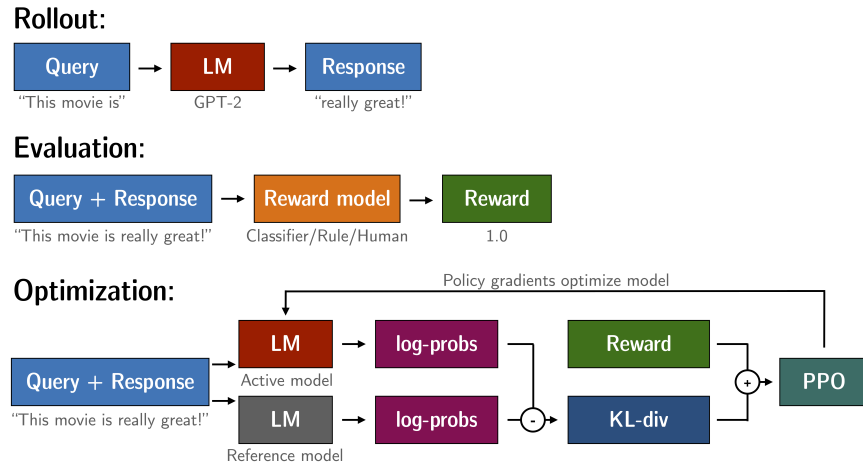 Rollout:
Query
LM
Response
“This movie is”
GPT-2
“really great!”
Evaluation:
Query + Response
Reward model
Reward
“This movie is really great!”
Classifier/Rule/Human
1.0
Optimization:
Policy gradients optimize model
LM
log-probs
Reward
Active model
Query + Response
“This movie is really great!”
+
PPO
LM
log-probs
-
KL-div
Reference model